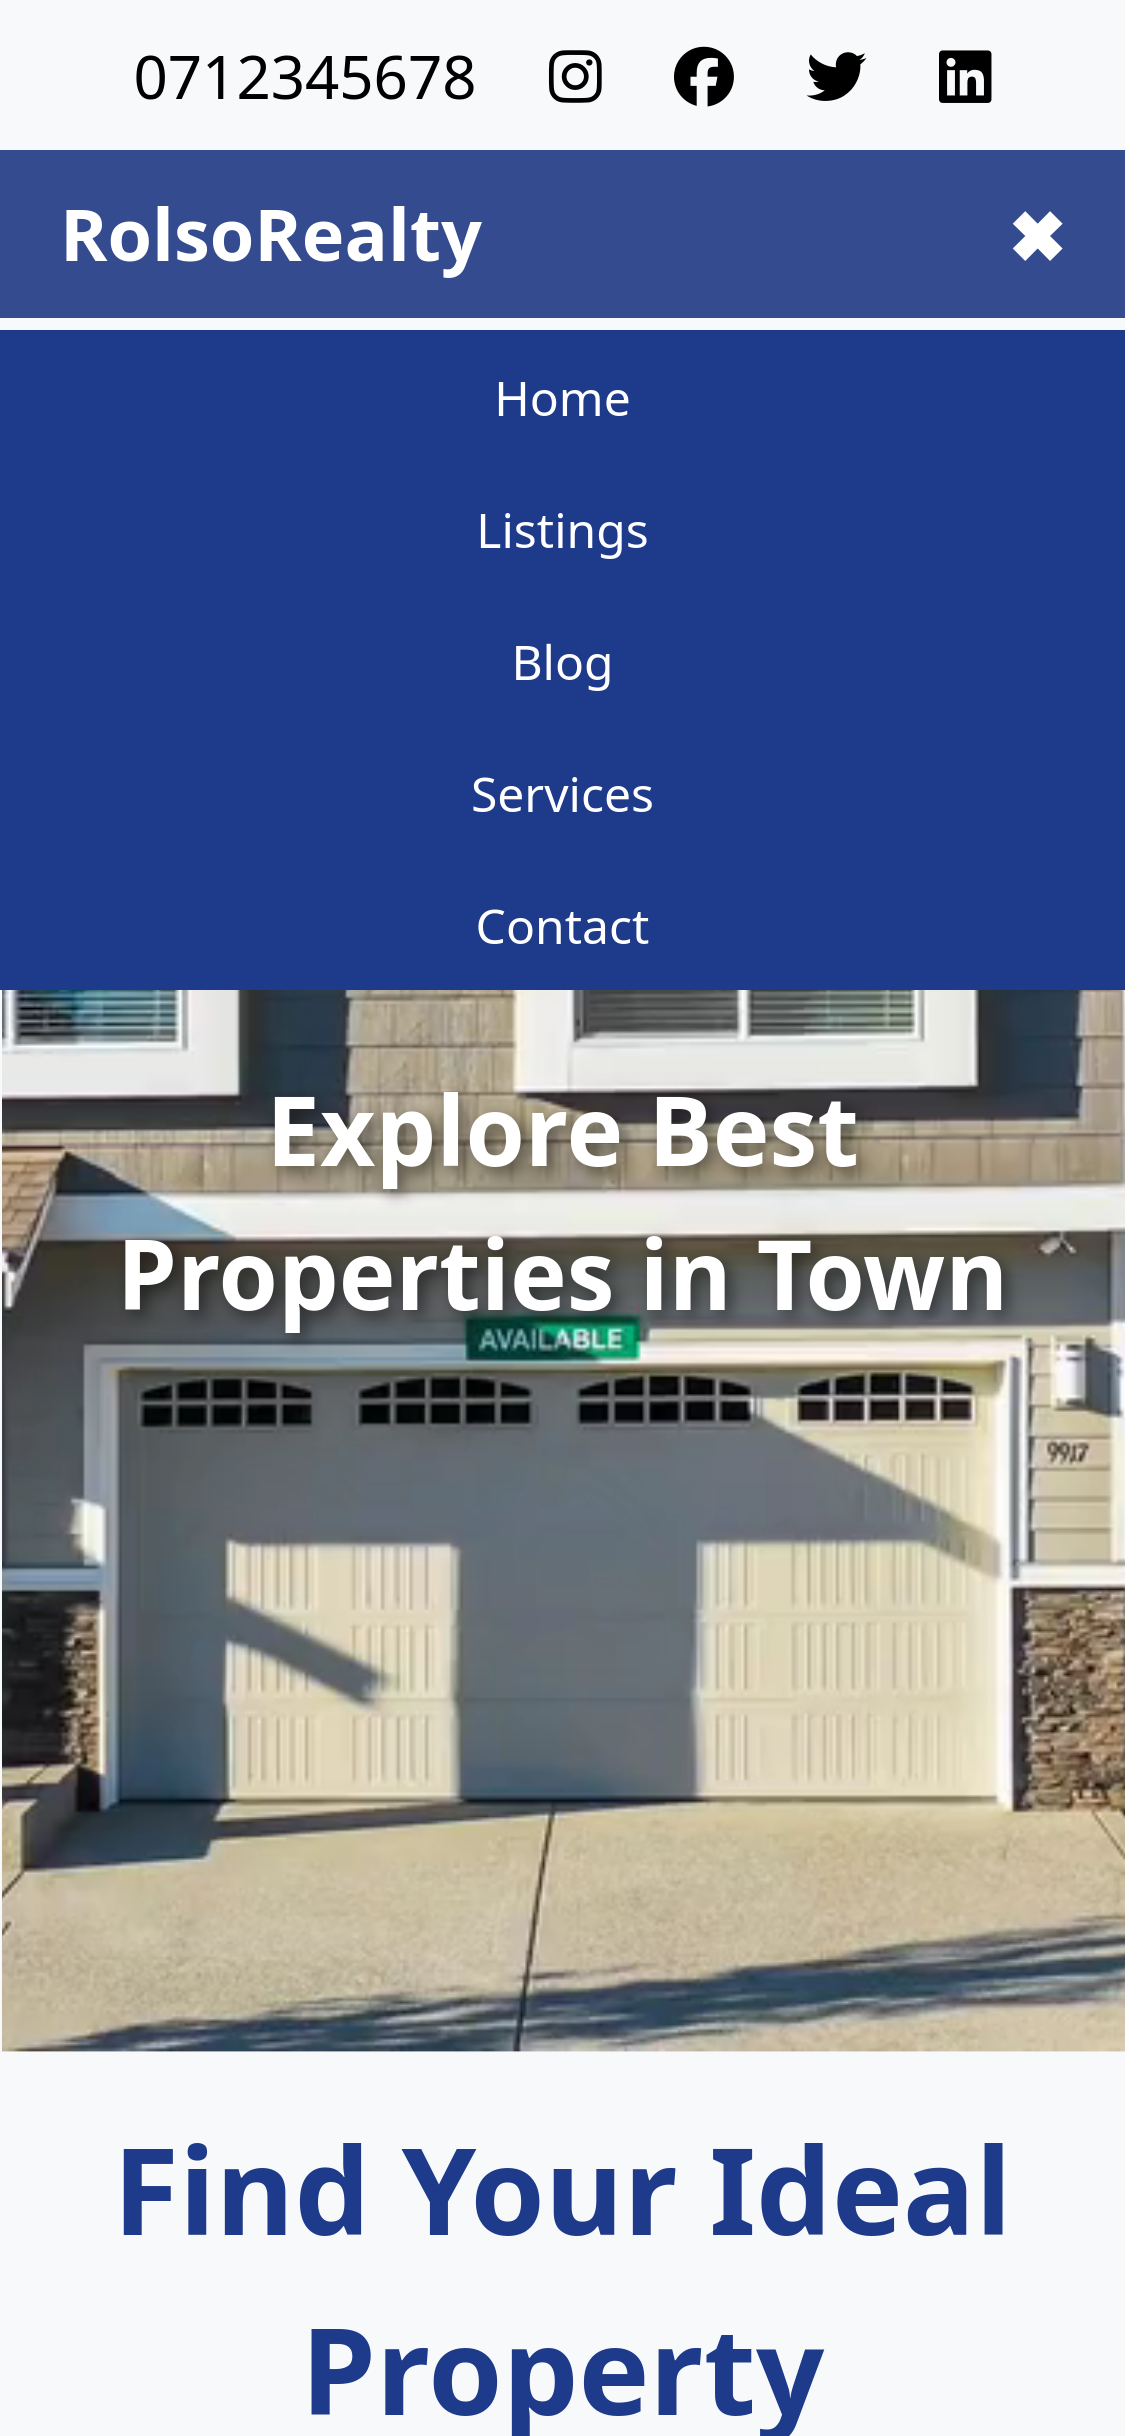 0712345678
RolsoRealty
Home
Listings
Blog
Services
Contact
Explore Best
Properties in Town
AVAILABLE
9917
Find Your Ideal
Property